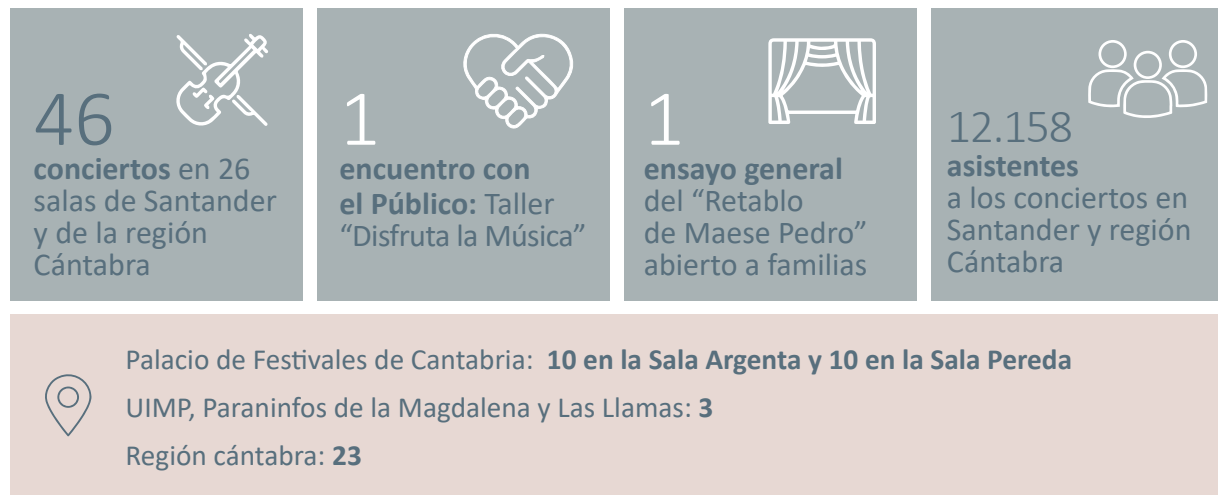 46
conciertos en 26
salas de Santander
y de la región
Cántabra
1
encuentro con
el Público: Taller
“Disfruta la Música”
1
ensayo general
del “Retablo
de Maese Pedro”
abierto a familias
12.158
asistentes
a los conciertos en
Santander y región
Cántabra
Palacio de Festivales de Cantabria: 10 en la Sala Argenta y 10 en la Sala Pereda
UIMP, Paraninfos de la Magdalena y Las Llamas: 3
Región cántabra: 23